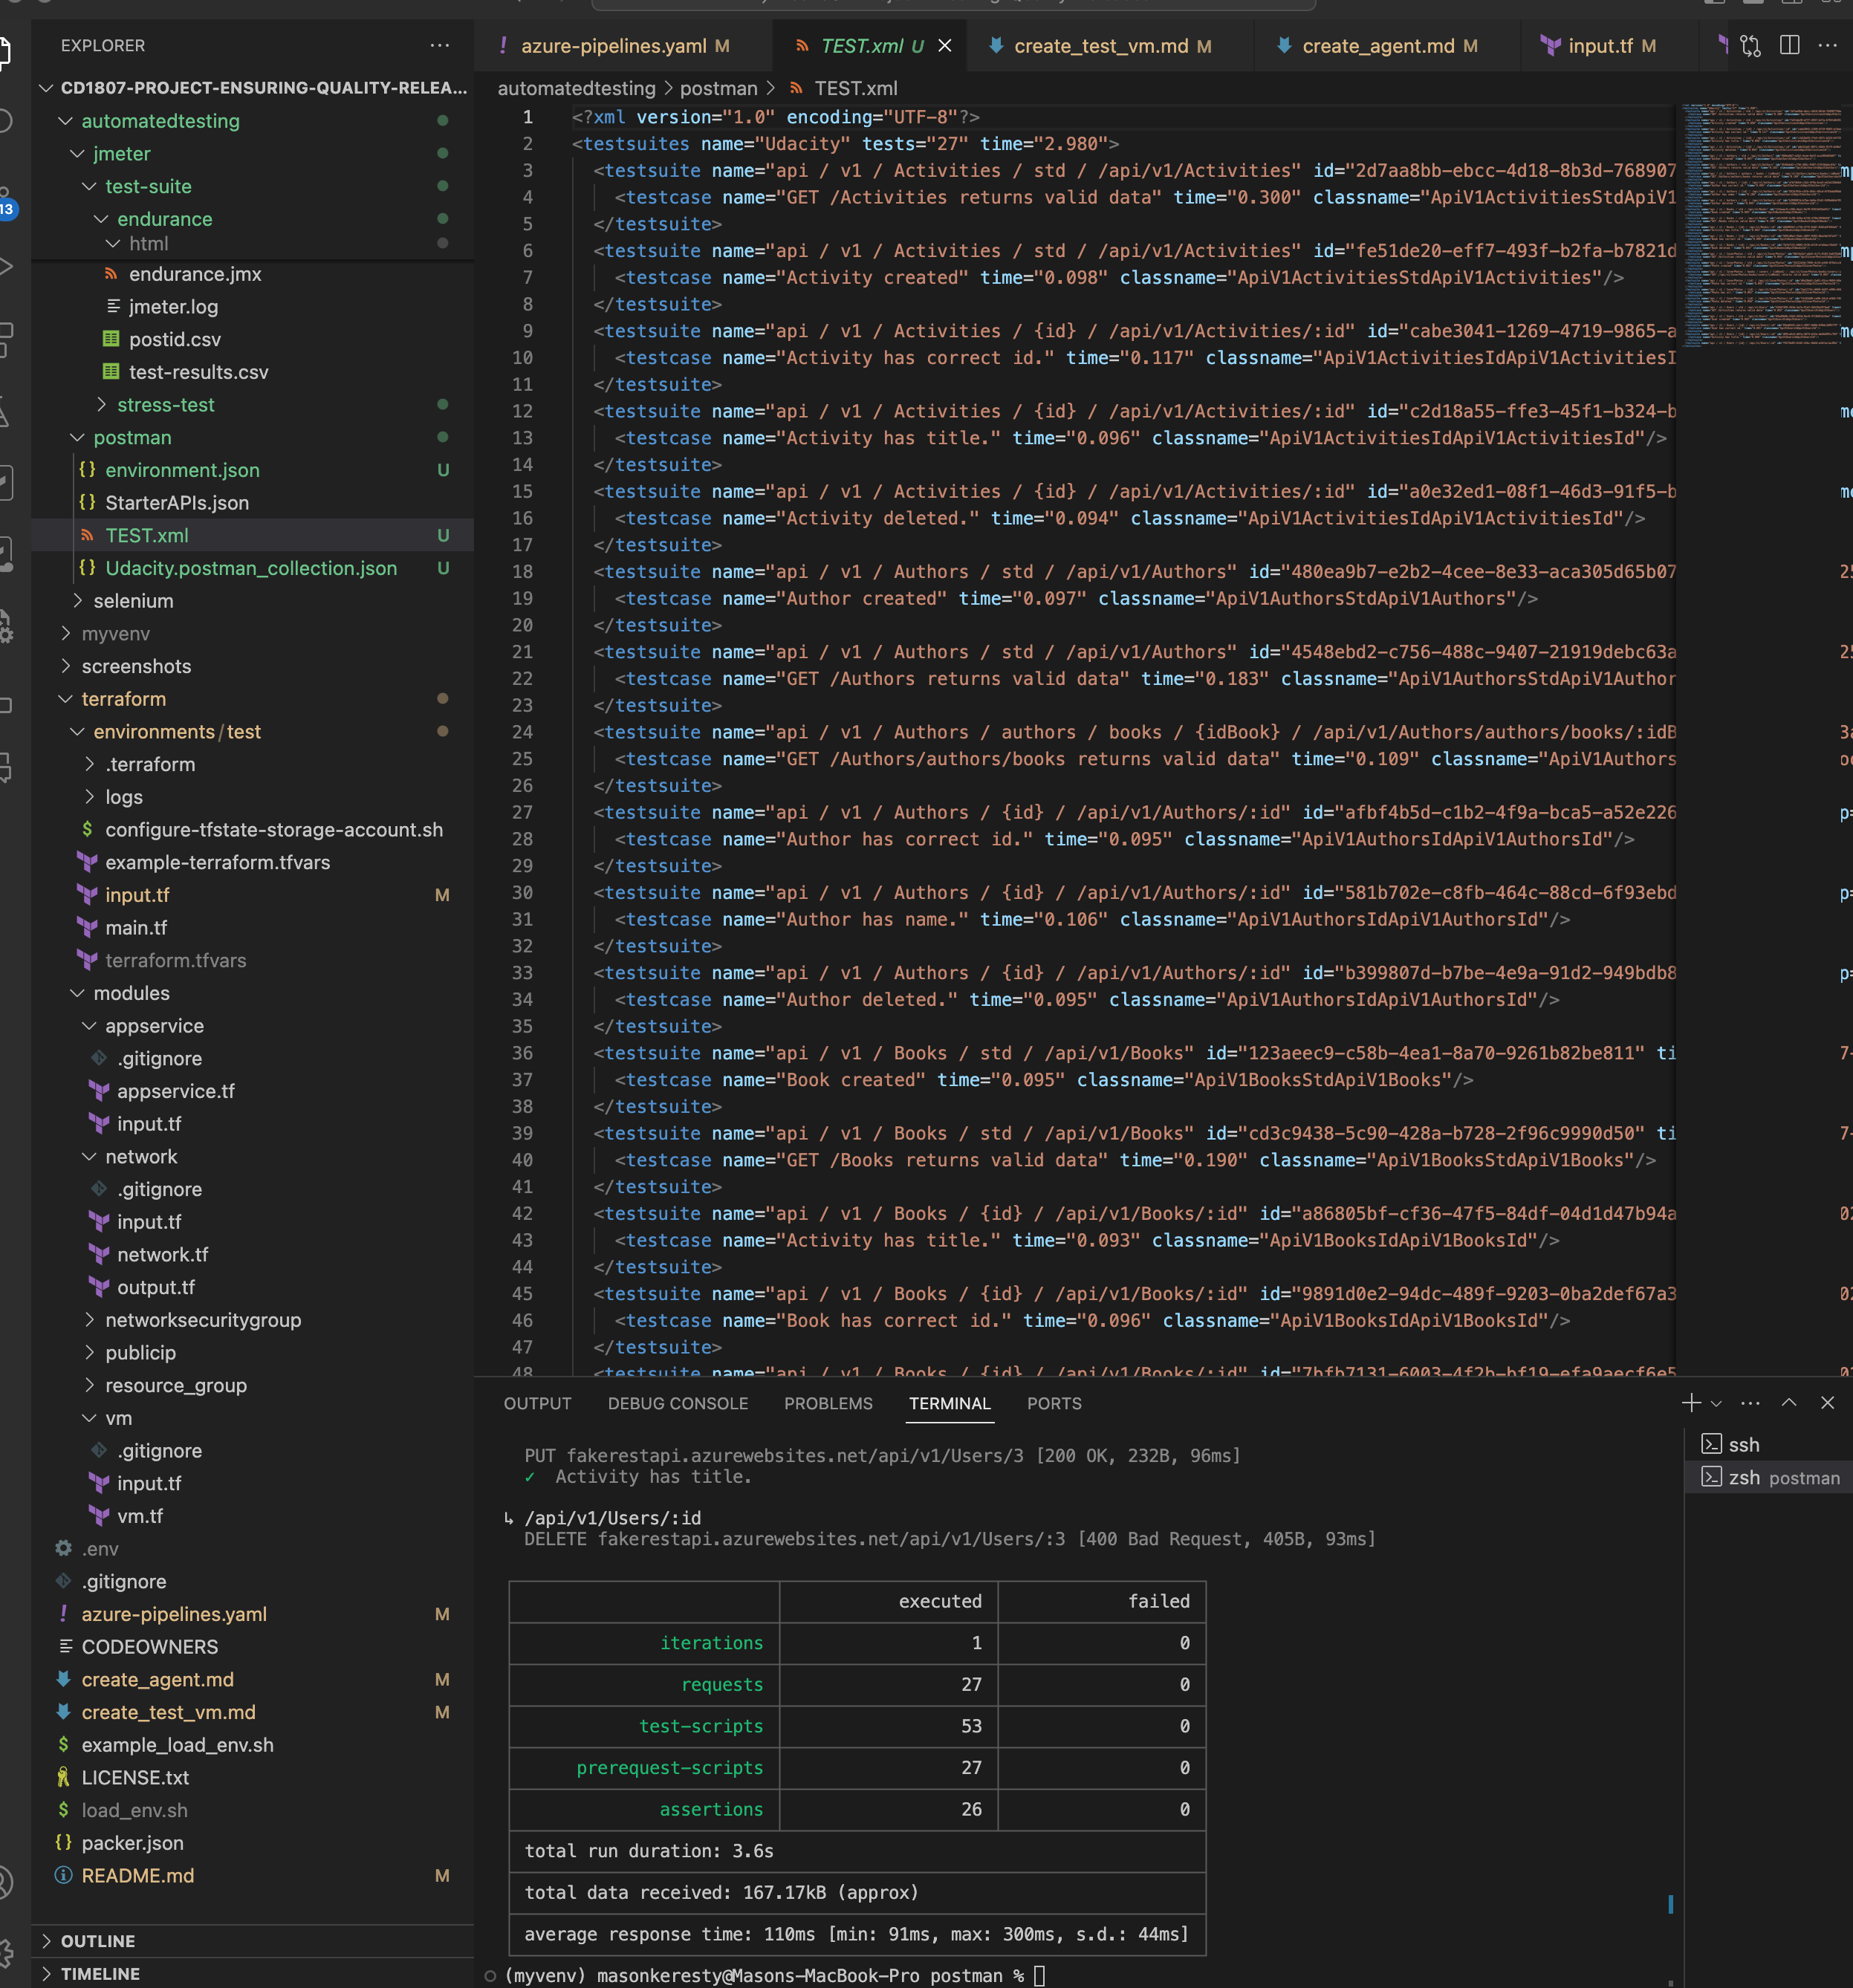 EXPLORER
CD1807-PROJECT-ENSURING-QUALITY-RELEA...
automatedtesting
jmeter
test-suite
endurance
html
endurance.jmx
jmeter.log
postid.csv
test-results.csv
stress-test
postman
environment.json U
StarterAPIs.json
TEST.xml U
Udacity.postman_collection.json U
selenium
myvenv
screenshots
terraform
environments/test
.terraform
logs
configure-tfstate-storage-account.sh
example-terraform.tfvars
input.tf M
main.tf
terraform.tfvars
modules
appservice
.gitignore
appservice.tf
input.tf
network
.gitignore
input.tf
network.tf
output.tf
networksecuritygroup
publicip
resource_group
vm
.gitignore
input.tf
vm.tf
.env
.gitignore
azure-pipelines.yaml M
CODEOWNERS
create_agent.md M
create_test_vm.md M
example_load_env.sh
LICENSE.txt
load_env.sh
packer.json
README.md M
OUTLINE
TIMELINE
13
azure-pipelines.yaml M TEST.xml U create_test_vm.md M create_agent.md M input.tf M
automatedtesting > postman > TEST.xml
1 <?xml version="1.0" encoding="UTF-8"?>
2 <testsuites name="Udacity" tests="27" time="2.980">
3 <testsuite name="api / v1 / Activities / std / /api/v1/Activities" id="2d7aa8bb-ebcc-4d18-8b3d-768907
4 <testcase name="GET /Activities returns valid data" time="0.300" classname="ApiV1ActivitiesStdApiV1
5 </testsuite>
6 <testsuite name="api / v1 / Activities / std / /api/v1/Activities" id="fe51de20-eff7-493f-b2fa-b7821d
7 <testcase name="Activity created" time="0.098" classname="ApiV1ActivitiesStdApiV1Activities"/>
8 </testsuite>
9 <testsuite name="api / v1 / Activities / {id} / /api/v1/Activities/:id" id="cabe3041-1269-4719-9865-a
10 <testcase name="Activity has correct id." time="0.117" classname="ApiV1ActivitiesIdApiV1ActivitiesI
11 </testsuite>
12 <testsuite name="api / v1 / Activities / {id} / /api/v1/Activities/:id" id="c2d18a55-ffe3-45f1-b324-b
13 <testcase name="Activity has title." time="0.096" classname="ApiV1ActivitiesIdApiV1ActivitiesId"/>
14 </testsuite>
15 <testsuite name="api / v1 / Activities / {id} / /api/v1/Activities/:id" id="a0e32ed1-08f1-46d3-91f5-b
16 <testcase name="Activity deleted." time="0.094" classname="ApiV1ActivitiesIdApiV1ActivitiesId"/>
17 </testsuite>
18 <testsuite name="api / v1 / Authors / std / /api/v1/Authors" id="480ea9b7-e2b2-4cee-8e33-aca305d65b07
19 <testcase name="Author created" time="0.097" classname="ApiV1AuthorsStdApiV1Authors"/>
20 </testsuite>
21 <testsuite name="api / v1 / Authors / std / /api/v1/Authors" id="4548ebd2-c756-488c-9407-21919debc63a
22 <testcase name="GET /Authors returns valid data" time="0.183" classname="ApiV1AuthorsStdApiV1Author
23 </testsuite>
24 <testsuite name="api / v1 / Authors / authors / books / {idBook} / /api/v1/Authors/authors/books/:idB
25 <testcase name="GET /Authors/authors/books returns valid data" time="0.109" classname="ApiV1Authors
26 </testsuite>
27 <testsuite name="api / v1 / Authors / {id} / /api/v1/Authors/:id" id="afbf4b5d-c1b2-4f9a-bca5-a52e226
28 <testcase name="Author has correct id." time="0.095" classname="ApiV1AuthorsIdApiV1AuthorsId"/>
29 </testsuite>
30 <testsuite name="api / v1 / Authors / {id} / /api/v1/Authors/:id" id="581b702e-c8fb-464c-88cd-6f93ebd
31 <testcase name="Author has name." time="0.106" classname="ApiV1AuthorsIdApiV1AuthorsId"/>
32 </testsuite>
33 <testsuite name="api / v1 / Authors / {id} / /api/v1/Authors/:id" id="b399807d-b7be-4e9a-91d2-949bdb8
34 <testcase name="Author deleted." time="0.095" classname="ApiV1AuthorsIdApiV1AuthorsId"/>
35 </testsuite>
36 <testsuite name="api / v1 / Books / std / /api/v1/Books" id="123aeec9-c58b-4ea1-8a70-9261b82be811" ti
37 <testcase name="Book created" time="0.095" classname="ApiV1BooksStdApiV1Books"/>
38 </testsuite>
39 <testsuite name="api / v1 / Books / std / /api/v1/Books" id="cd3c9438-5c90-428a-b728-2f96c9990d50" ti
40 <testcase name="GET /Books returns valid data" time="0.190" classname="ApiV1BooksStdApiV1Books"/>
41 </testsuite>
42 <testsuite name="api / v1 / Books / {id} / /api/v1/Books/:id" id="a86805bf-cf36-47f5-84df-04d1d47b94a
43 <testcase name="Activity has title." time="0.093" classname="ApiV1BooksIdApiV1BooksId"/>
44 </testsuite>
45 <testsuite name="api / v1 / Books / {id} / /api/v1/Books/:id" id="9891d0e2-94dc-489f-9203-0ba2def67a3
46 <testcase name="Book has correct id." time="0.096" classname="ApiV1BooksIdApiV1BooksId"/>
47 </testsuite>
48 <testsuite name="api / v1 / Books / {id} / /api/v1/Books/:id" id="7bfb7131-6003-4f2b-bf19-efa9aecf6e5
OUTPUT DEBUG CONSOLE PROBLEMS TERMINAL PORTS
PUT fakerestapi.azurewebsites.net/api/v1/Users/3 [200 OK, 232B, 96ms]
✓ Activity has title.
↳ /api/v1/Users/:id
DELETE fakerestapi.azurewebsites.net/api/v1/Users/:3 [400 Bad Request, 405B, 93ms]
executed failed
iterations 1 0
requests 27 0
test-scripts 53 0
prerequest-scripts 27 0
assertions 26 0
total run duration: 3.6s
total data received: 167.17kB (approx)
average response time: 110ms [min: 91ms, max: 300ms, s.d.: 44ms]
(myvenv) masonkeresty@Masons-MacBook-Pro postman %
ssh
zsh postman